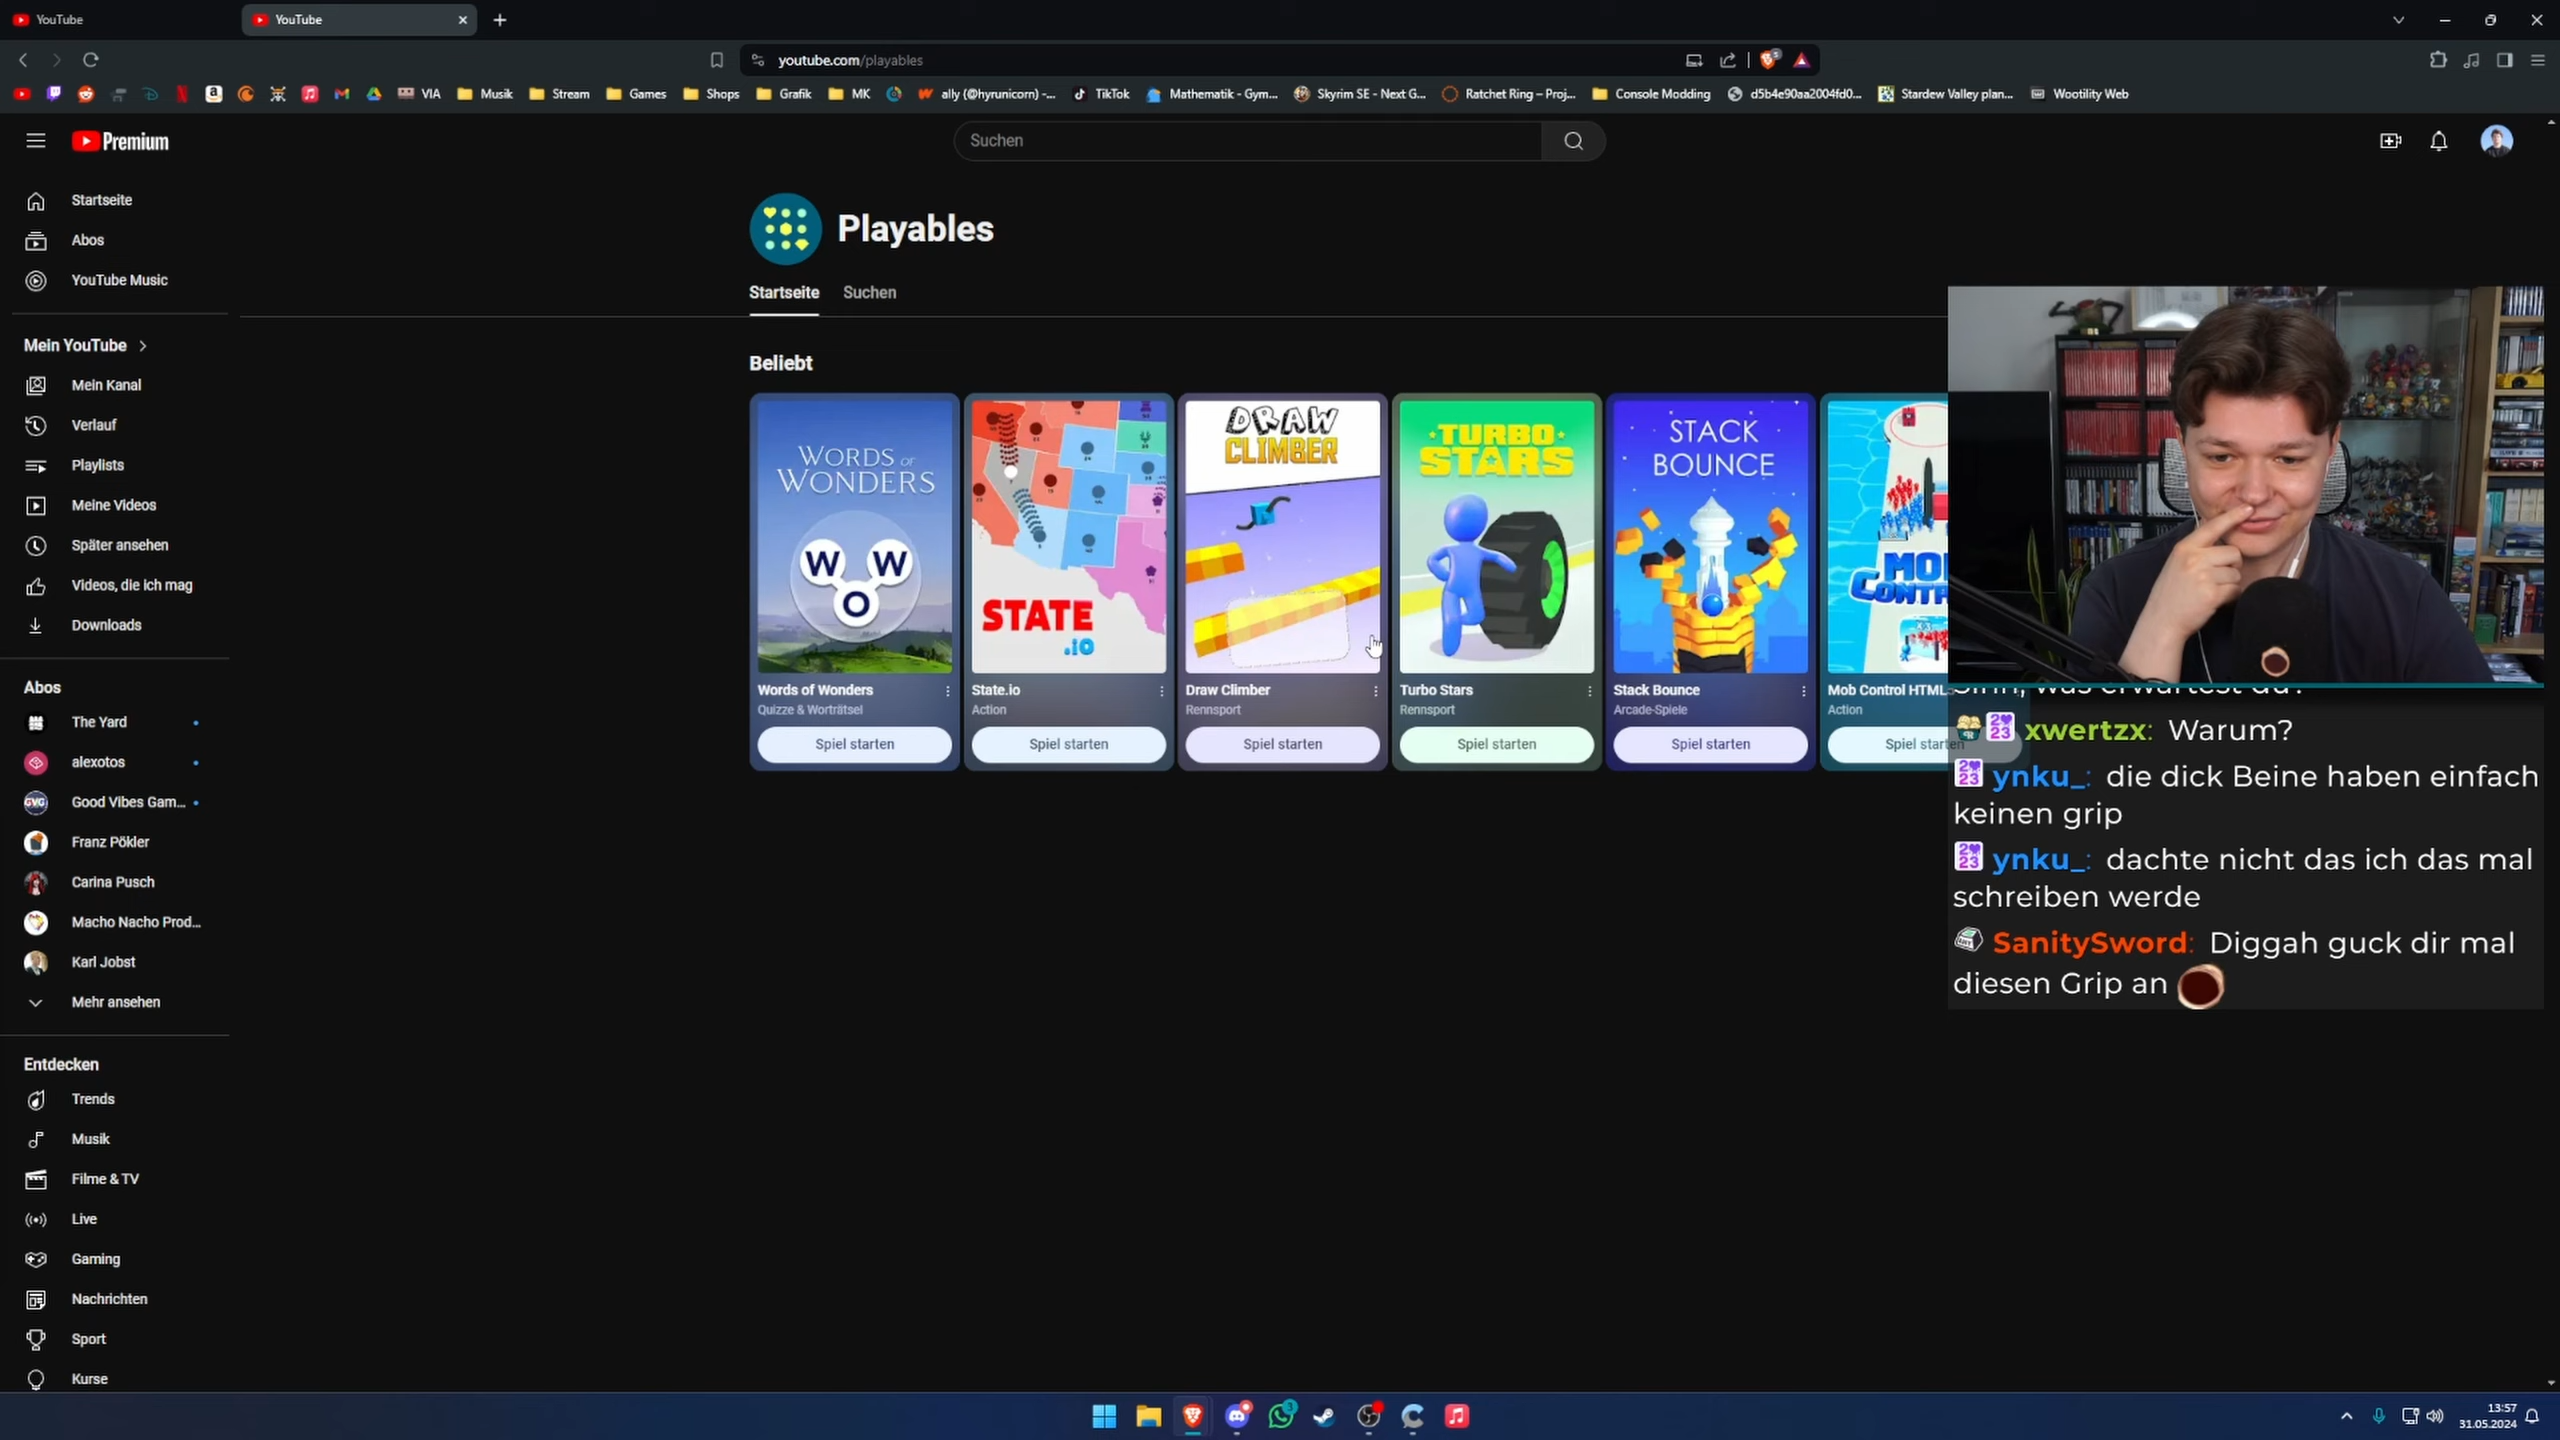 YouTube
YouTube
youtube.com/playables
VIA
Musik
Stream
Games
Shops
Grafik
MK
ally (@hyrunicorn) -...
TikTok
Mathematik - Gym...
Skyrim SE - Next G...
Ratchet Ring – Proj...
Console Modding
d5b4e90aa2004fd0...
Stardew Valley plan...
Wootility Web
Premium
Suchen
Startseite
Abos
YouTube Music
Mein YouTube
Mein Kanal
Verlauf
Playlists
Meine Videos
Später ansehen
Videos, die ich mag
Downloads
Abos
The Yard
alexotos
GVG
Good Vibes Gam...
Franz Pökler
Carina Pusch
Macho Nacho Prod...
Karl Jobst
Mehr ansehen
Entdecken
Trends
Musik
Filme & TV
Live
Gaming
Nachrichten
Sport
Kurse
Playables
Startseite Suchen
Beliebt
WORDS OF
WONDERS
W W
O
Words of Wonders
Quizze & Worträtsel
Spiel starten
STATE
.io
State.io
Action
Spiel starten
DRAW
CLIMBER
Draw Climber
Rennsport
Spiel starten
TURBO
STARS
Turbo Stars
Rennsport
Spiel starten
STACK
BOUNCE
Stack Bounce
Arcade-Spiele
Spiel starten
Mob Control HTML
Action
Spiel starten
Sinn, was erwartest du?
xwertzx: Warum?
ynku_: die dick Beine haben einfach
keinen grip
ynku_: dachte nicht das ich das mal
schreiben werde
SanitySword: Diggah guck dir mal
diesen Grip an
13:57
31.05.2024